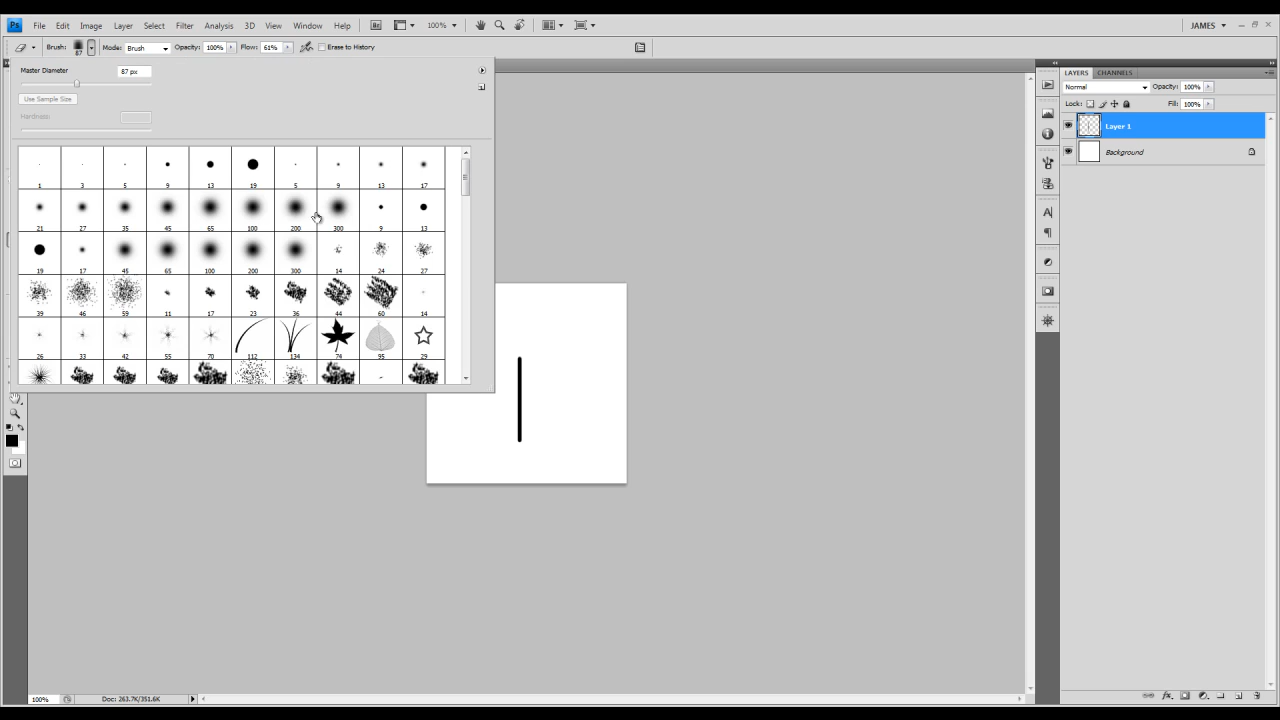 Ps File Edit Image Layer Select Filter Analysis 3D View Window Help Br 100% JAMES
Brush: 87 Mode: Brush Opacity: 100% Flow: 61% Erase to History
Master Diameter 87 px
Use Sample Size
Hardness:
1 3 5 9 13 19 5 9 13 17
21 27 35 45 65 100 200 300 9 13
19 17 45 65 100 200 300 14 24 27
39 46 59 11 17 23 36 44 60 14
26 33 42 55 70 112 134 74 95 29
LAYERS CHANNELS
Normal Opacity: 100%
Lock: Fill: 100%
Layer 1
Background
100% Doc: 263.7K/351.6K